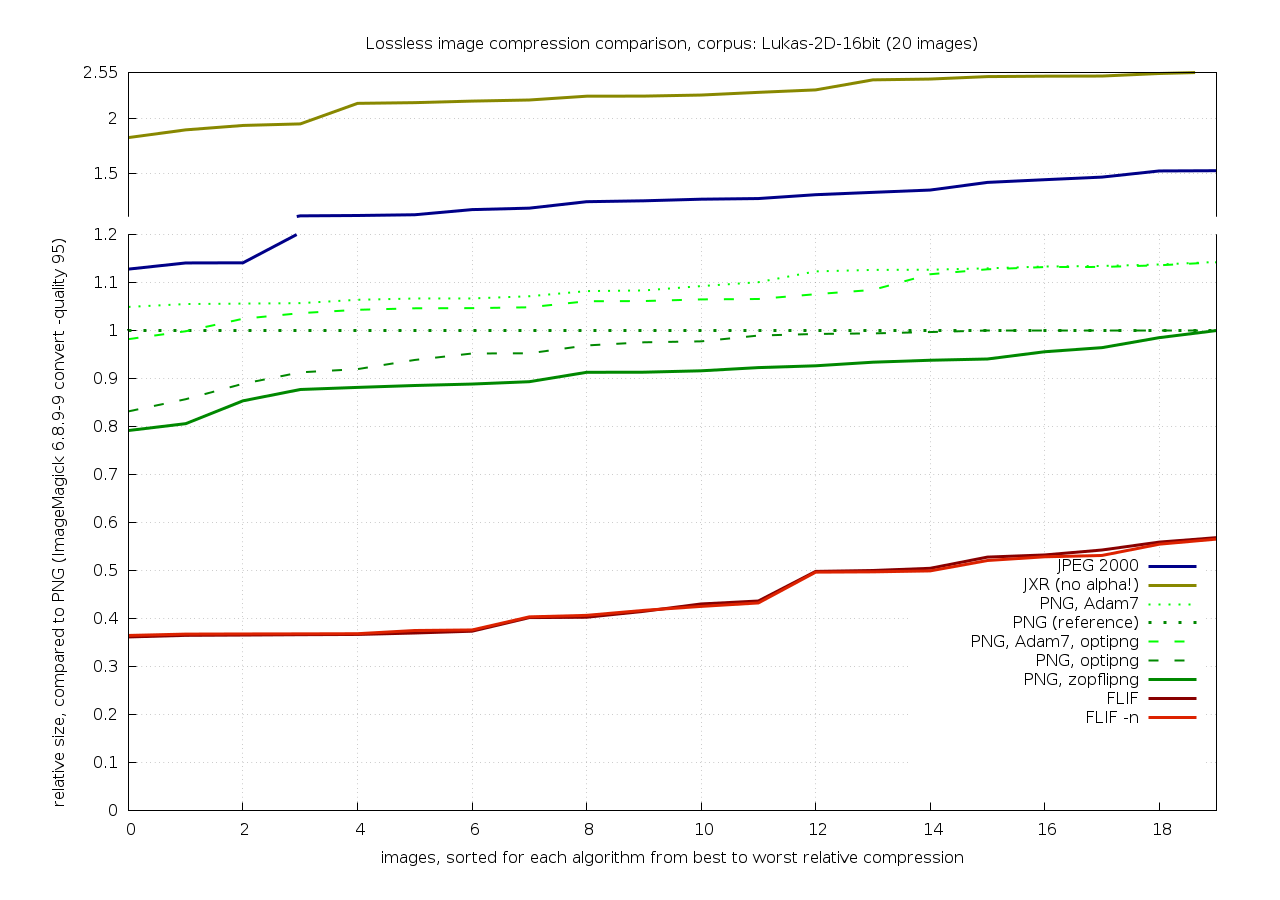 Lossless image compression comparison, corpus: Lukas-2D-16bit (20 images)
2.55
2
1.5
1.2
1.1
1
0.9
0.8
0.7
0.6
0.5
0.4
0.3
0.2
0.1
0
relative size, compared to PNG (ImageMagick 6.8.9-9 convert -quality 95)
JPEG 2000
JXR (no alpha!)
PNG, Adam7
PNG (reference)
PNG, Adam7, optipng
PNG, optipng
PNG, zopflipng
FLIF
FLIF -n
0 2 4 6 8 10 12 14 16 18
images, sorted for each algorithm from best to worst relative compression